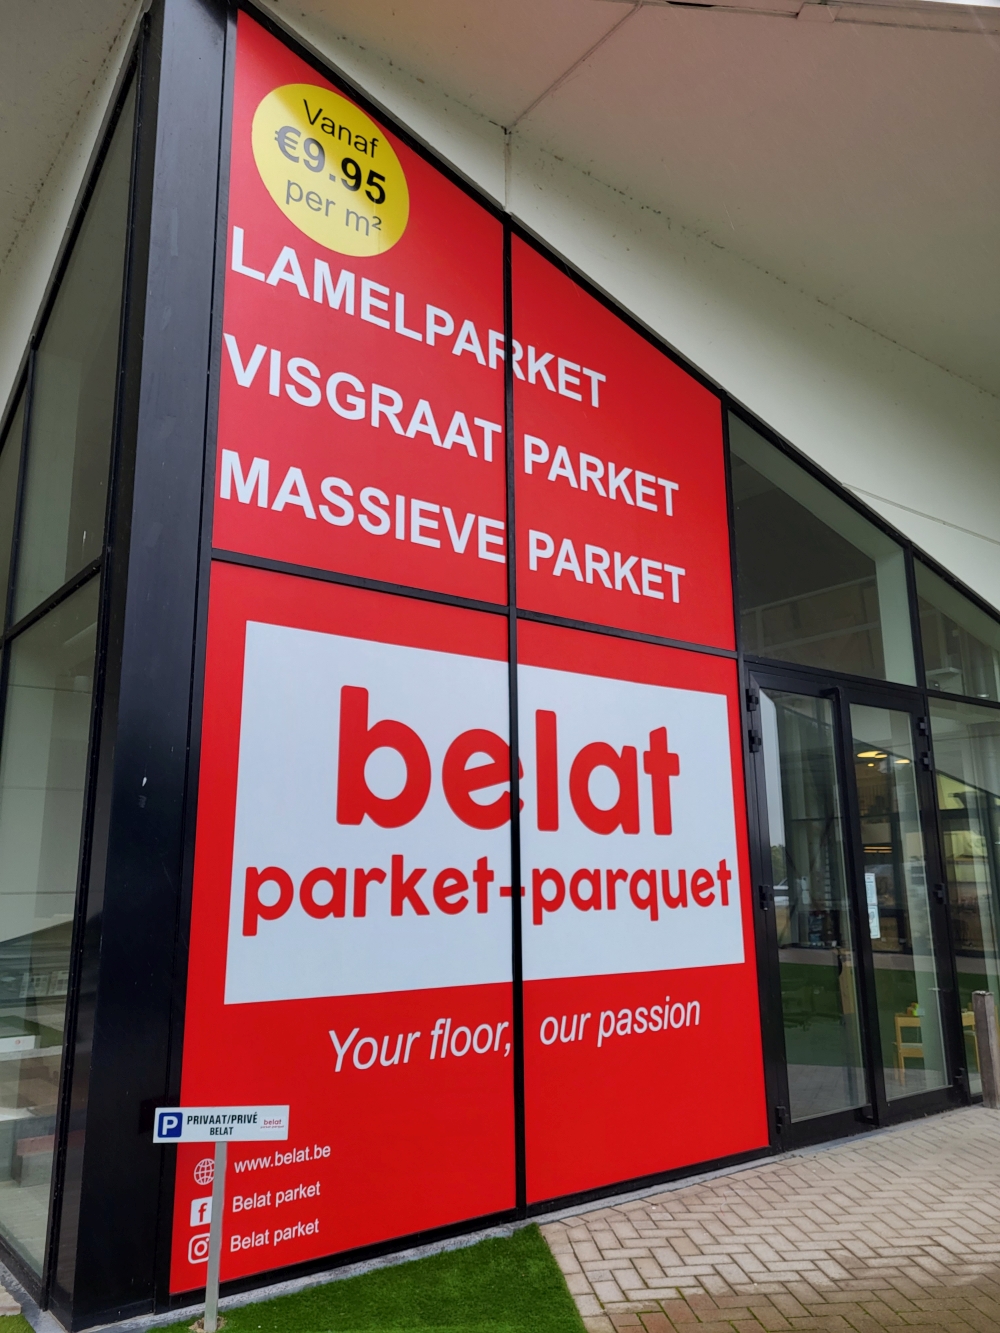 Vanaf
€9.95
per m²
LAMELPARKET
VISGRAAT PARKET
MASSIEVE PARKET
belat
parket-parquet
Your floor, our passion
P PRIVAAT/PRIVÉ
BELAT
belat
www.belat.be
Belat parket
Belat parket